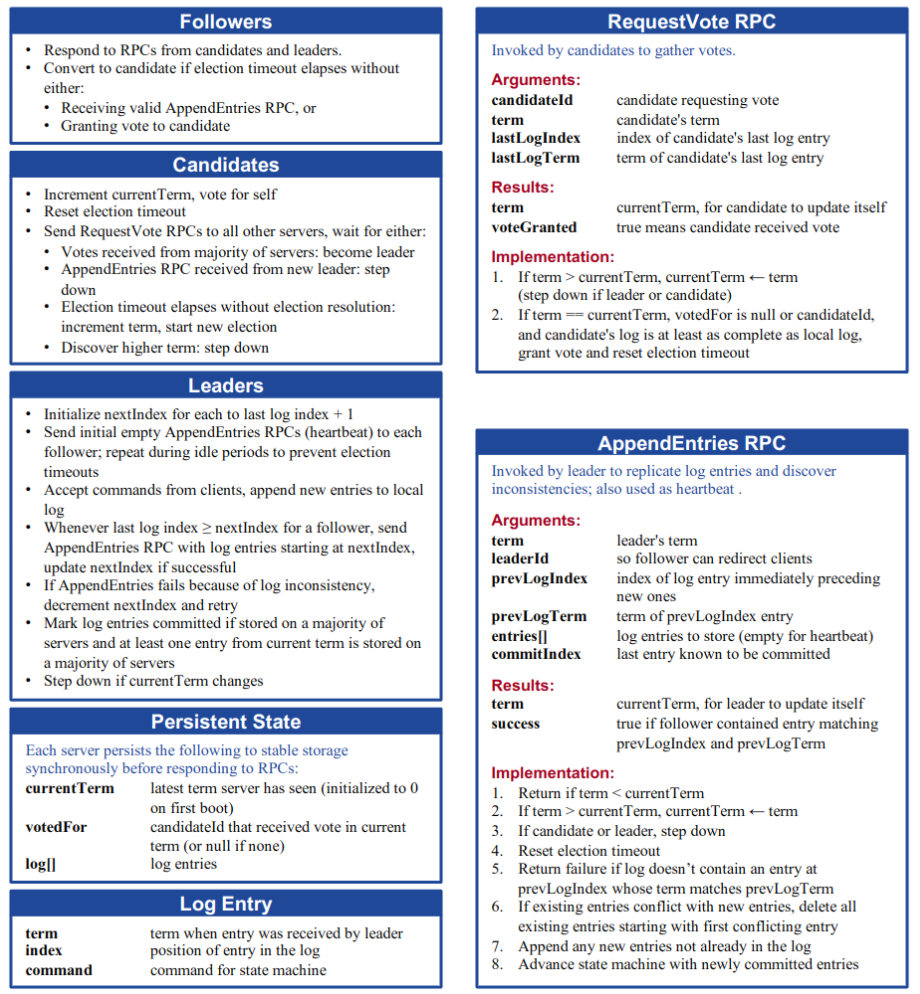 Followers
• Respond to RPCs from candidates and leaders.
• Convert to candidate if election timeout elapses without
either:
• Receiving valid AppendEntries RPC, or
• Granting vote to candidate
Candidates
• Increment currentTerm, vote for self
• Reset election timeout
• Send RequestVote RPCs to all other servers, wait for either:
• Votes received from majority of servers: become leader
• AppendEntries RPC received from new leader: step
down
• Election timeout elapses without election resolution:
increment term, start new election
• Discover higher term: step down
Leaders
• Initialize nextIndex for each to last log index + 1
• Send initial empty AppendEntries RPCs (heartbeat) to each
follower; repeat during idle periods to prevent election
timeouts
• Accept commands from clients, append new entries to local
log
• Whenever last log index ≥ nextIndex for a follower, send
AppendEntries RPC with log entries starting at nextIndex,
update nextIndex if successful
• If AppendEntries fails because of log inconsistency,
decrement nextIndex and retry
• Mark log entries committed if stored on a majority of
servers and at least one entry from current term is stored on
a majority of servers
• Step down if currentTerm changes
Persistent State
Each server persists the following to stable storage
synchronously before responding to RPCs:
currentTerm latest term server has seen (initialized to 0
on first boot)
votedFor candidateId that received vote in current
term (or null if none)
log[] log entries
Log Entry
term term when entry was received by leader
index position of entry in the log
command command for state machine
RequestVote RPC
Invoked by candidates to gather votes.
Arguments:
candidateId candidate requesting vote
term candidate's term
lastLogIndex index of candidate's last log entry
lastLogTerm term of candidate's last log entry
Results:
term currentTerm, for candidate to update itself
voteGranted true means candidate received vote
Implementation:
1. If term > currentTerm, currentTerm ← term
(step down if leader or candidate)
2. If term == currentTerm, votedFor is null or candidateId,
and candidate's log is at least as complete as local log,
grant vote and reset election timeout
AppendEntries RPC
Invoked by leader to replicate log entries and discover
inconsistencies; also used as heartbeat .
Arguments:
term leader's term
leaderId so follower can redirect clients
prevLogIndex index of log entry immediately preceding
new ones
prevLogTerm term of prevLogIndex entry
entries[] log entries to store (empty for heartbeat)
commitIndex last entry known to be committed
Results:
term currentTerm, for leader to update itself
success true if follower contained entry matching
prevLogIndex and prevLogTerm
Implementation:
1. Return if term < currentTerm
2. If term > currentTerm, currentTerm ← term
3. If candidate or leader, step down
4. Reset election timeout
5. Return failure if log doesn’t contain an entry at
prevLogIndex whose term matches prevLogTerm
6. If existing entries conflict with new entries, delete all
existing entries starting with first conflicting entry
7. Append any new entries not already in the log
8. Advance state machine with newly committed entries